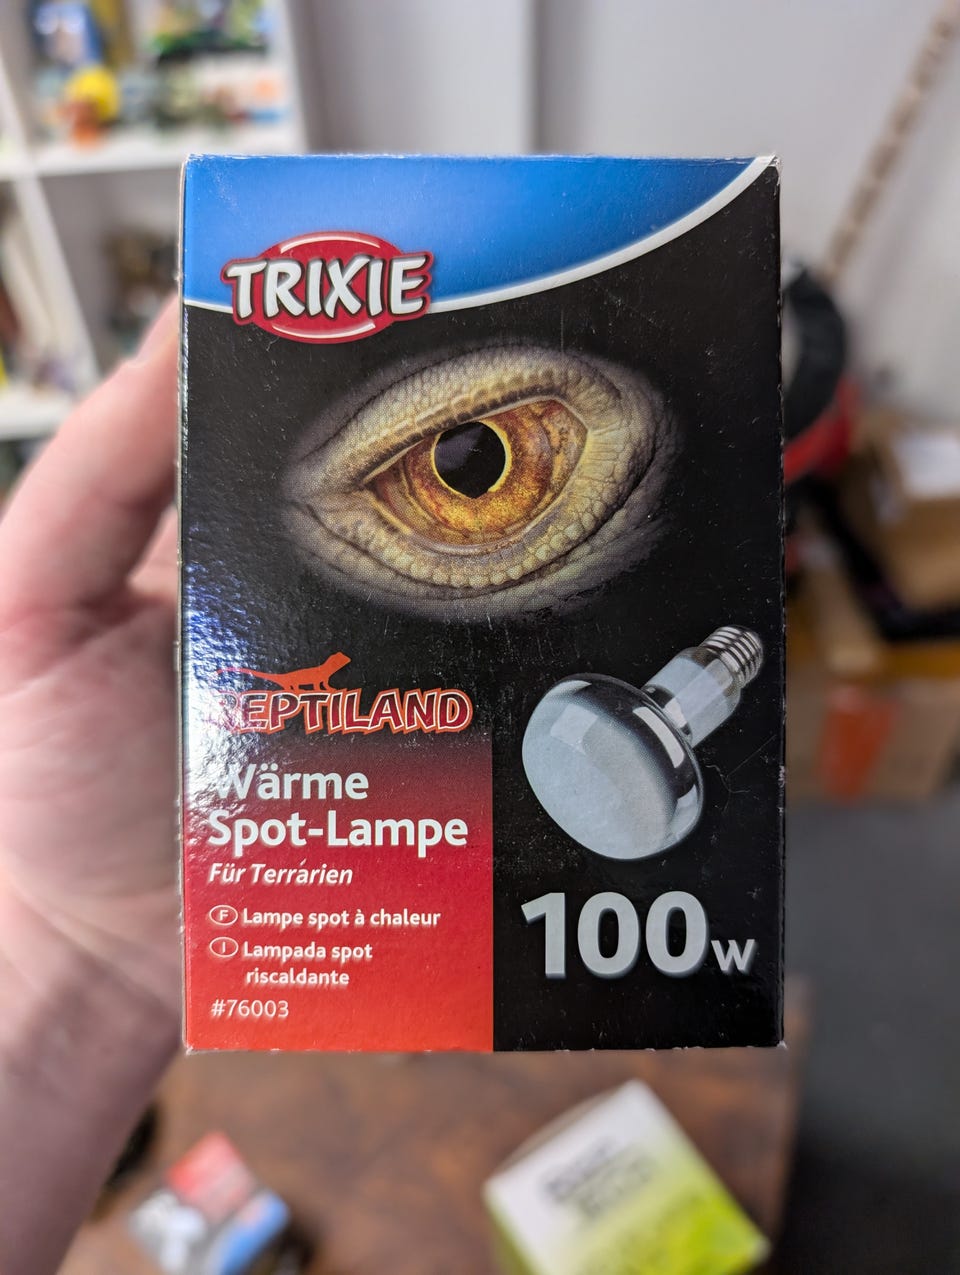 TRIXIE
REPTILAND
Wärme
Spot-Lampe
Für Terrarien
F Lampe spot à chaleur
I Lampada spot
riscaldante
#76003
100W